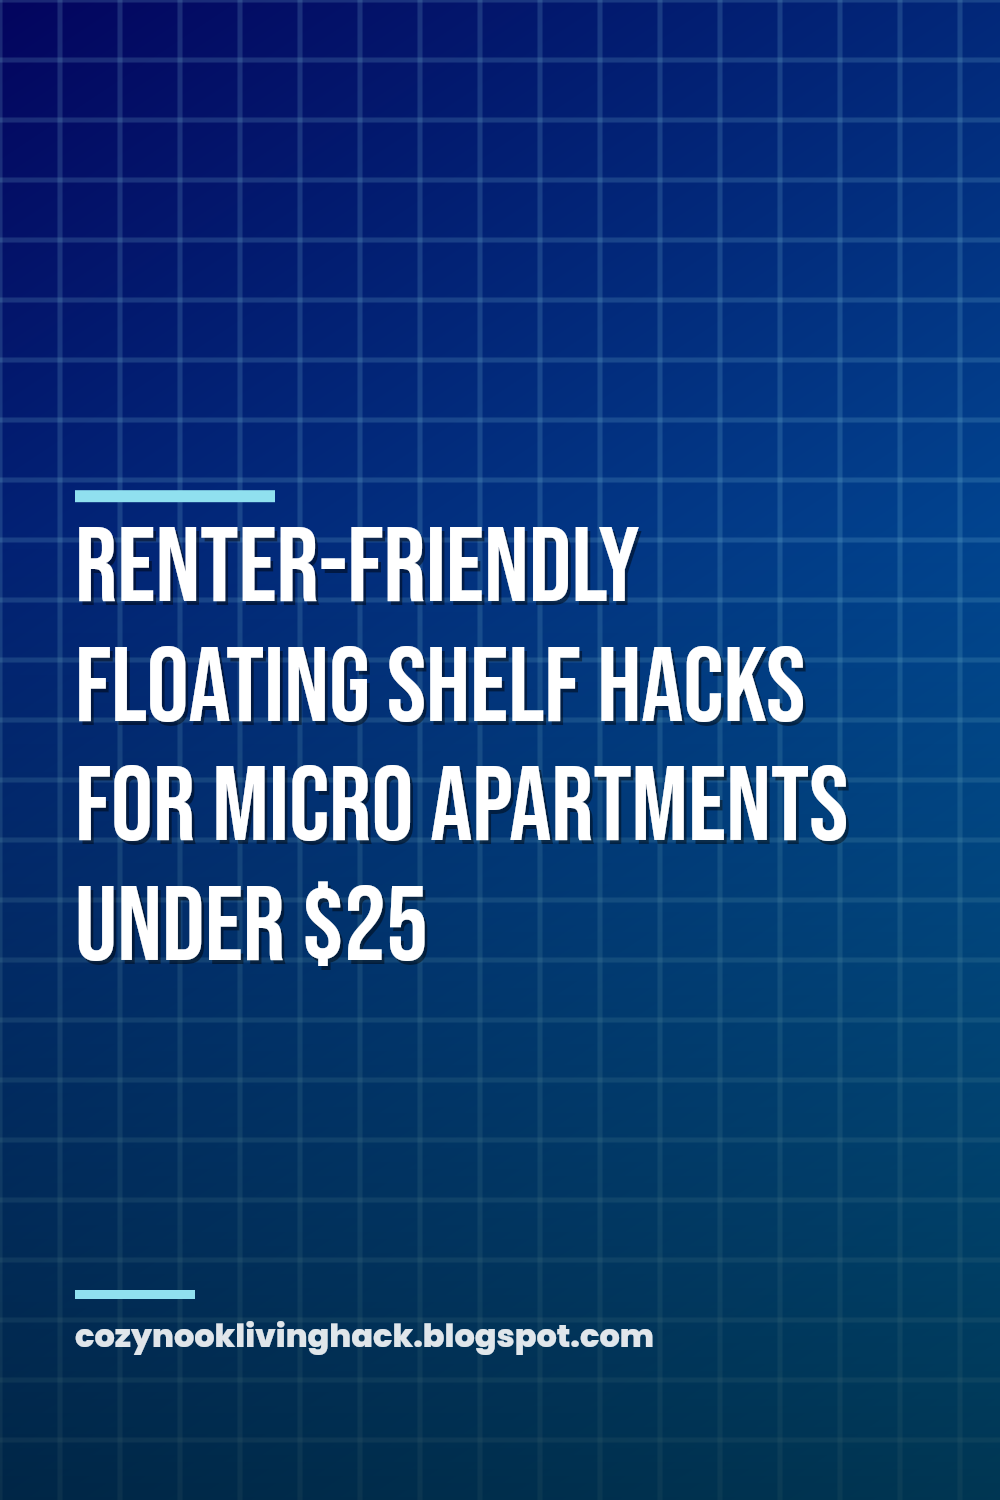 RENTER-FRIENDLY
FLOATING SHELF HACKS
FOR MICRO APARTMENTS
UNDER $25
cozynooklivinghack.blogspot.com